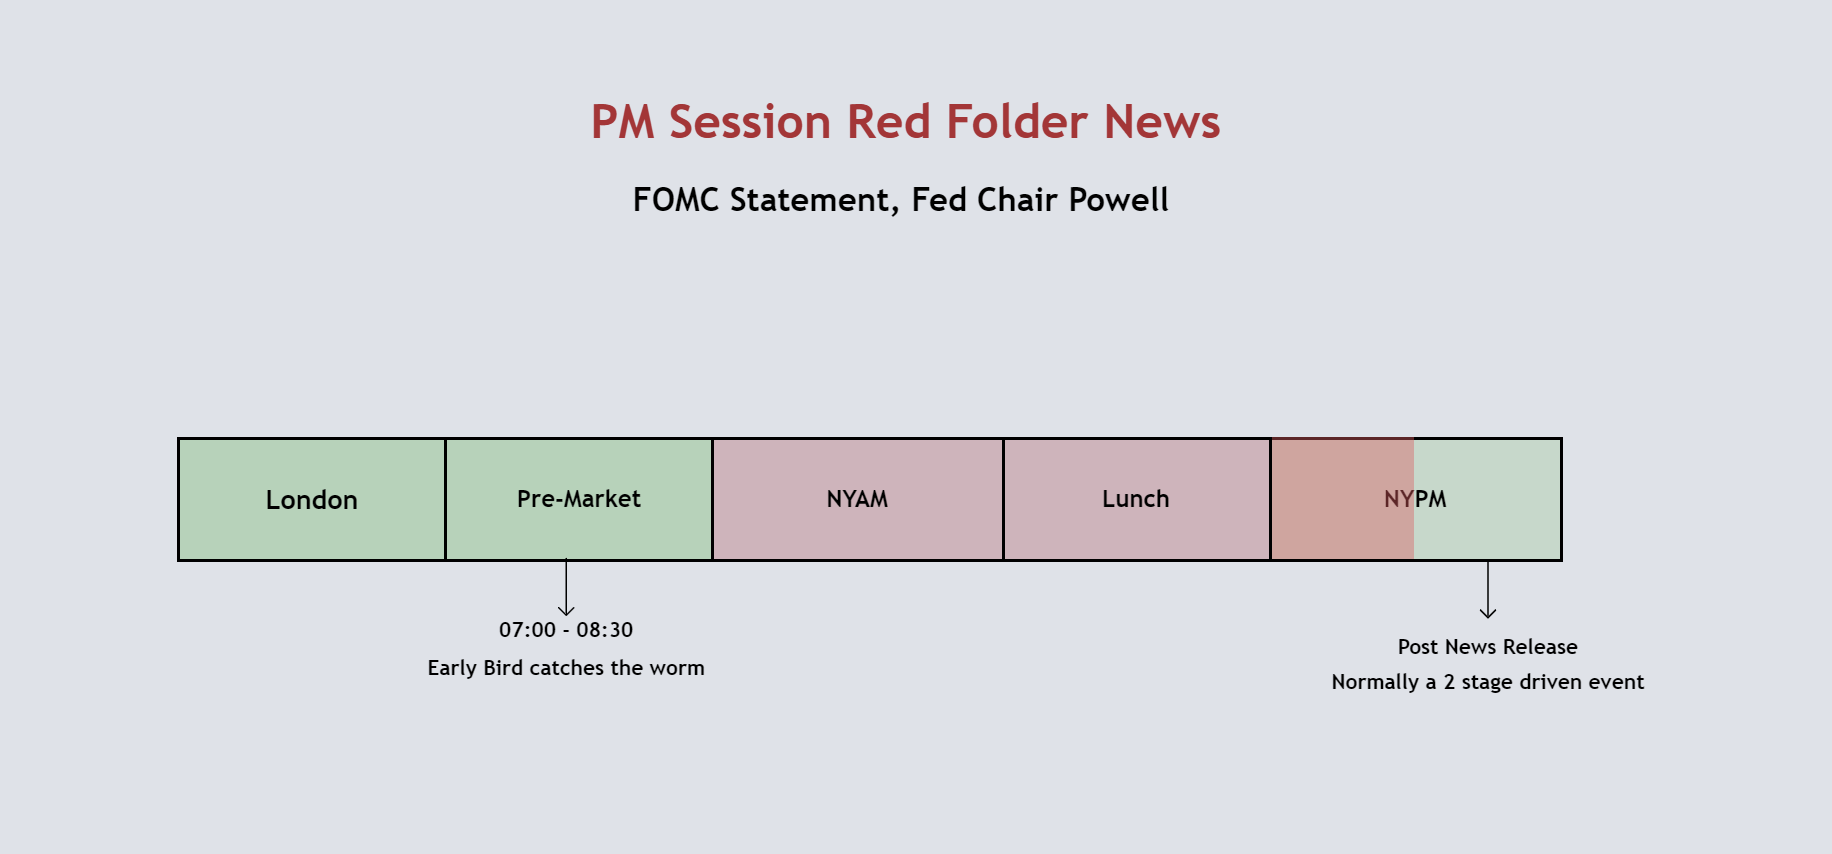 PM Session Red Folder News
FOMC Statement, Fed Chair Powell
London
Pre-Market
NYAM
Lunch
NYPM
07:00 - 08:30
Early Bird catches the worm
Post News Release
Normally a 2 stage driven event